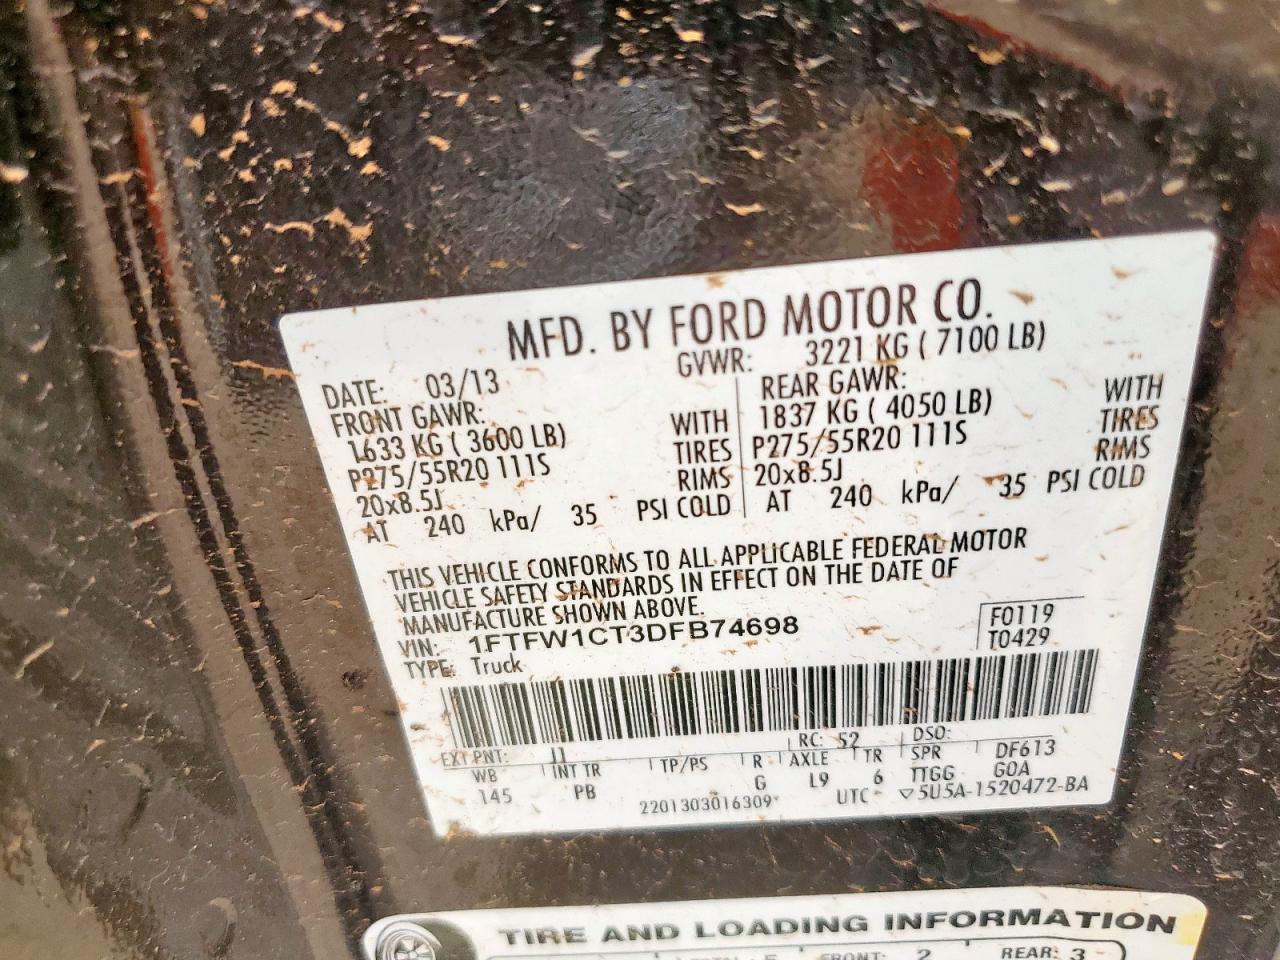 MFD. BY FORD MOTOR CO.
DATE: 03/13 GVWR: 3221 KG ( 7100 LB)
FRONT GAWR: REAR GAWR:
1633 KG ( 3600 LB) WITH 1837 KG ( 4050 LB) WITH
P275/55R20 111S TIRES P275/55R20 111S TIRES
20x8.5J RIMS 20x8.5J RIMS
AT 240 kPa/ 35 PSI COLD AT 240 kPa/ 35 PSI COLD
THIS VEHICLE CONFORMS TO ALL APPLICABLE FEDERAL MOTOR
VEHICLE SAFETY STANDARDS IN EFFECT ON THE DATE OF
MANUFACTURE SHOWN ABOVE.
VIN: 1FTFW1CT3DFB74698 F0119
TYPE: Truck T0429
EXT PNT: RC: 52 DSO:
WB INT TR TP/PS R AXLE TR SPR DF613
145 PB G L9 6 TTGG GOA
2201303016309 UTC 5U5A-1520472-BA
TIRE AND LOADING INFORMATION
FRONT: 2 REAR: 3